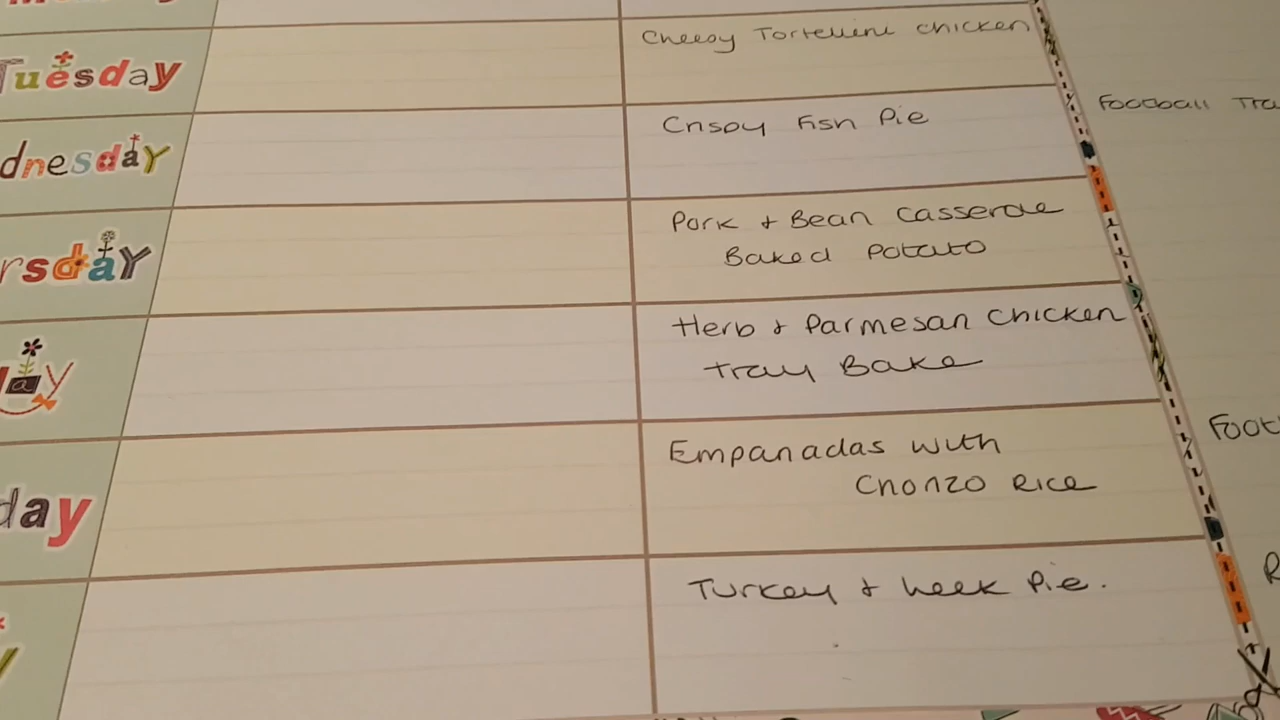 Tuesday
Cheesy Tortellini chicken
Football Tra
dnesday
Crispy Fish Pie
rsday
Pork + Bean Casserole
Baked Potato
day
Herb + Parmesan Chicken
Tray Bake
day
Empanadas with
Chorizo Rice
Foot
Turkey + Leek Pie.
R
y